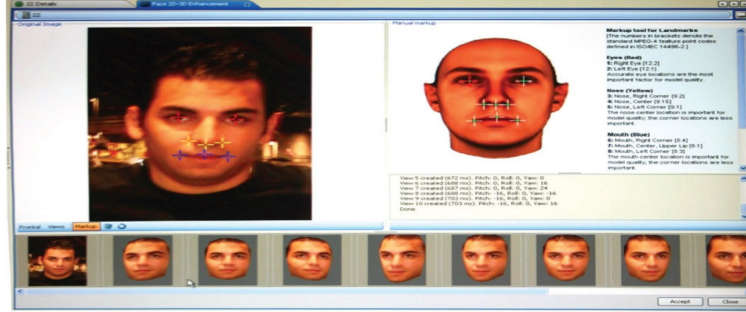 22 Details
Face 2D-3D Enhancement
22
Original Image
Manual markup
Markup tool for Landmarks
[The numbers in brackets denote the
standard MPEG-4 feature point codes
defined in ISO/IEC 14496-2.]
Eyes (Red)
1: Right Eye [12.2]
2: Left Eye [12.1]
Accurate eye locations are the most
important factor for model quality.
Nose (Yellow)
3: Nose, Right Corner [9.2]
4: Nose, Center [9.15]
5: Nose, Left Corner [9.1]
The nose center location is important for
model quality; the corner locations are less
important.
Mouth (Blue)
6: Mouth, Right Corner [8.4]
7: Mouth, Center, Upper Lip [8.1]
8: Mouth, Left Corner [8.3]
The mouth center location is important for
model quality; the corner locations are less
important.
View 5 created (672 ms). Pitch: 0, Roll: 0, Yaw: 0
View 6 created (688 ms). Pitch: 0, Roll: 0, Yaw: 16
View 7 created (687 ms). Pitch: 0, Roll: 0, Yaw: 24
View 8 created (688 ms). Pitch: -16, Roll: 0, Yaw: -16
View 9 created (703 ms). Pitch: -16, Roll: 0, Yaw: 0
View 10 created (703 ms). Pitch: -16, Roll: 0, Yaw: 16
Done
Frontal Views Markup
Accept Close